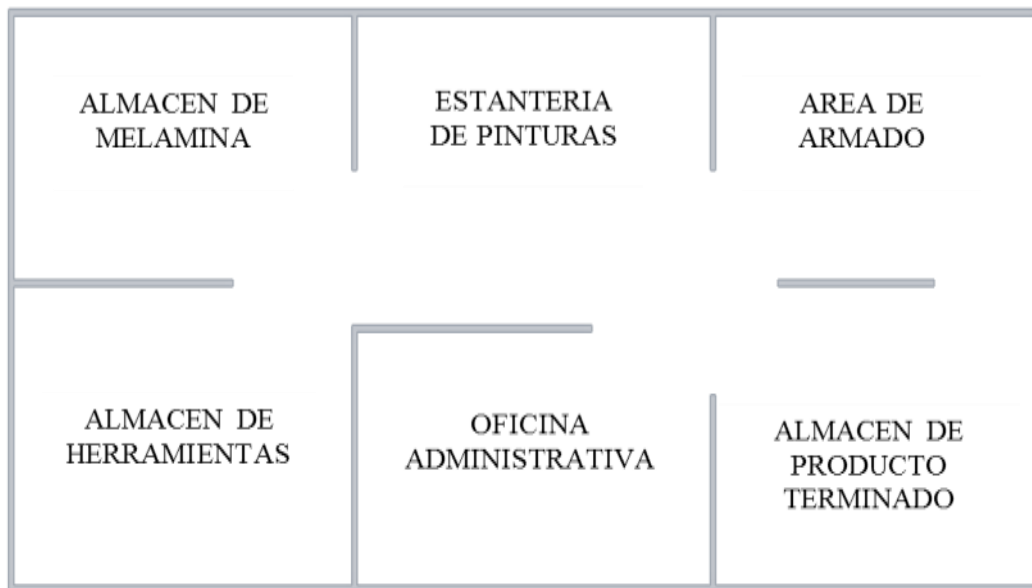 ALMACEN DE
MELAMINA
ESTANTERIA
DE PINTURAS
AREA DE
ARMADO
ALMACEN DE
HERRAMIENTAS
OFICINA
ADMINISTRATIVA
ALMACEN DE
PRODUCTO
TERMINADO